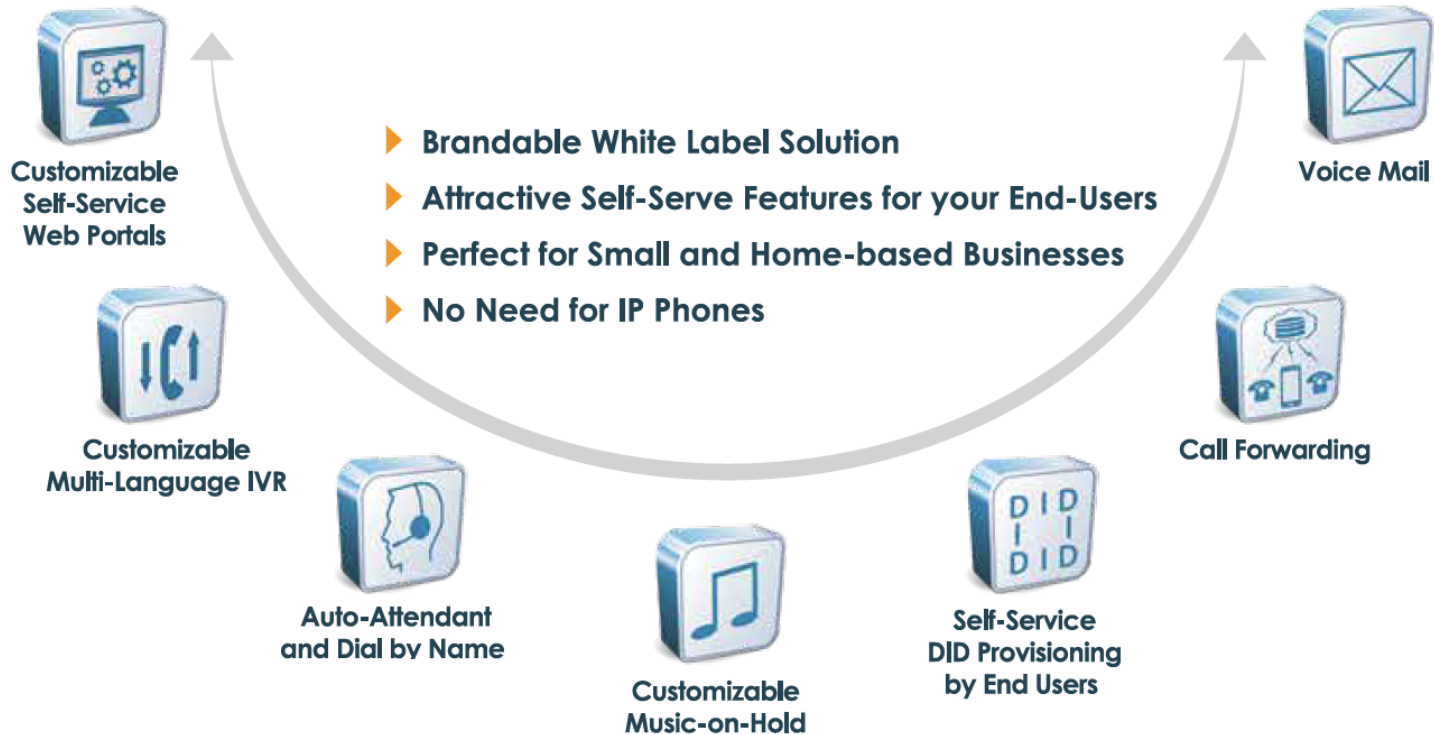 Customizable
Self-Service
Web Portals
Brandable White Label Solution
Attractive Self-Serve Features for your End-Users
Perfect for Small and Home-based Businesses
No Need for IP Phones
Voice Mail
Customizable
Multi-Language IVR
Call Forwarding
Auto-Attendant
and Dial by Name
D I D
I I
D I D
Self-Service
DID Provisioning
by End Users
Customizable
Music-on-Hold